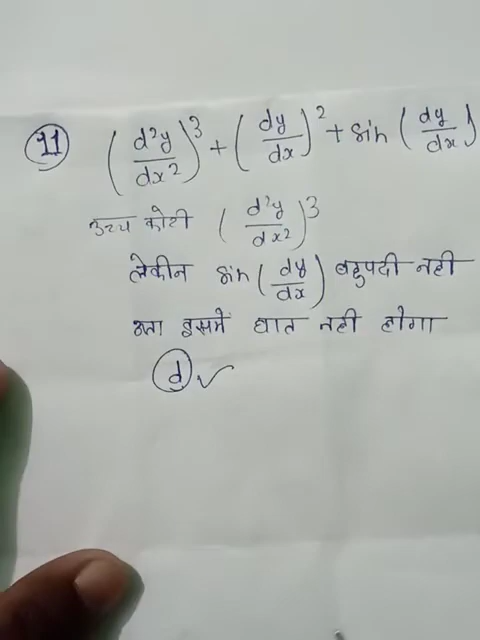 11 (d²y/dx²)³ + (dy/dx)² + sin (dy/dx)
उच्च कोटी (d²y/dx²)³
लेकीन sin (dy/dx) बहुपदी नही
अता इसमें घात नही होगा
d ✓